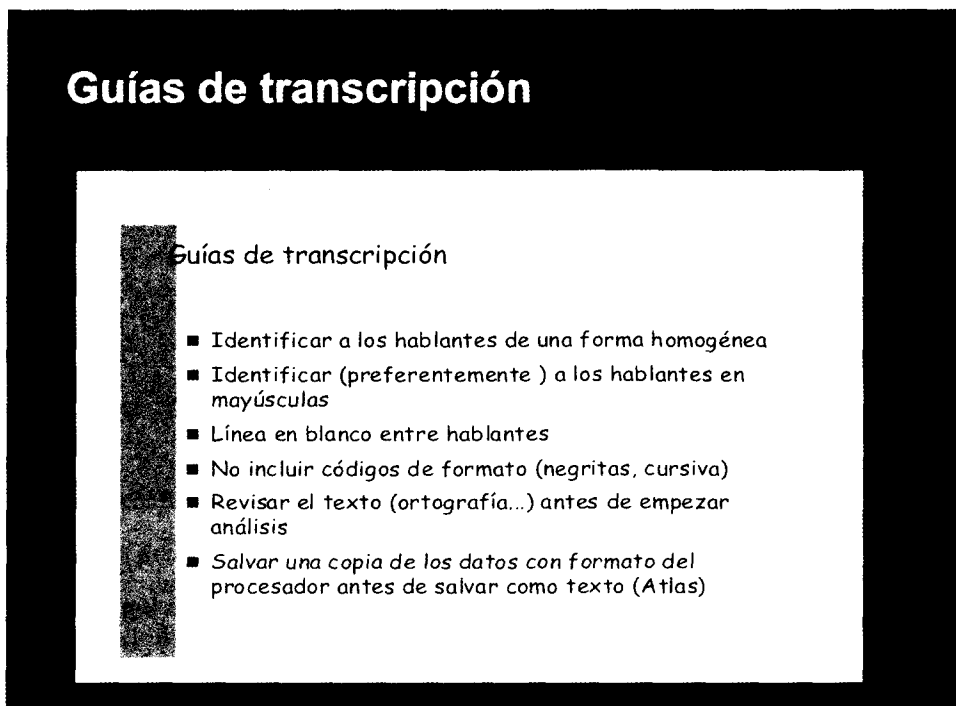 Guías de transcripción
Guías de transcripción
■ Identificar a los hablantes de una forma homogénea
■ Identificar (preferentemente ) a los hablantes en
mayúsculas
■ Línea en blanco entre hablantes
■ No incluir códigos de formato (negritas, cursiva)
■ Revisar el texto (ortografía...) antes de empezar
análisis
■ Salvar una copia de los datos con formato del
procesador antes de salvar como texto (Atlas)